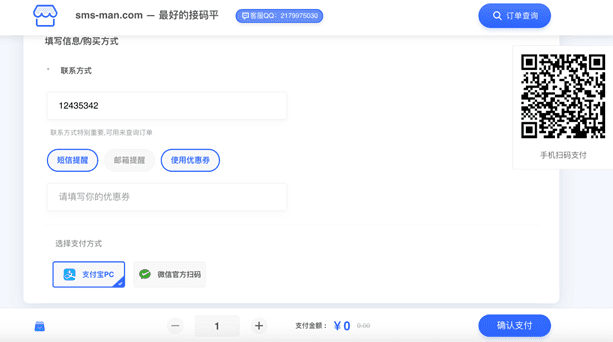 sms-man.com — 最好的接码平
客服QQ：2179975030
订单查询
填写信息/购买方式
* 联系方式
12435342
联系方式特别重要,可用来查询订单
短信提醒
邮箱提醒
使用优惠券
请填写你的优惠券
选择支付方式
支付宝PC
微信官方扫码
手机扫码支付
− 1 +
支付金额： ¥0 0.00
确认支付